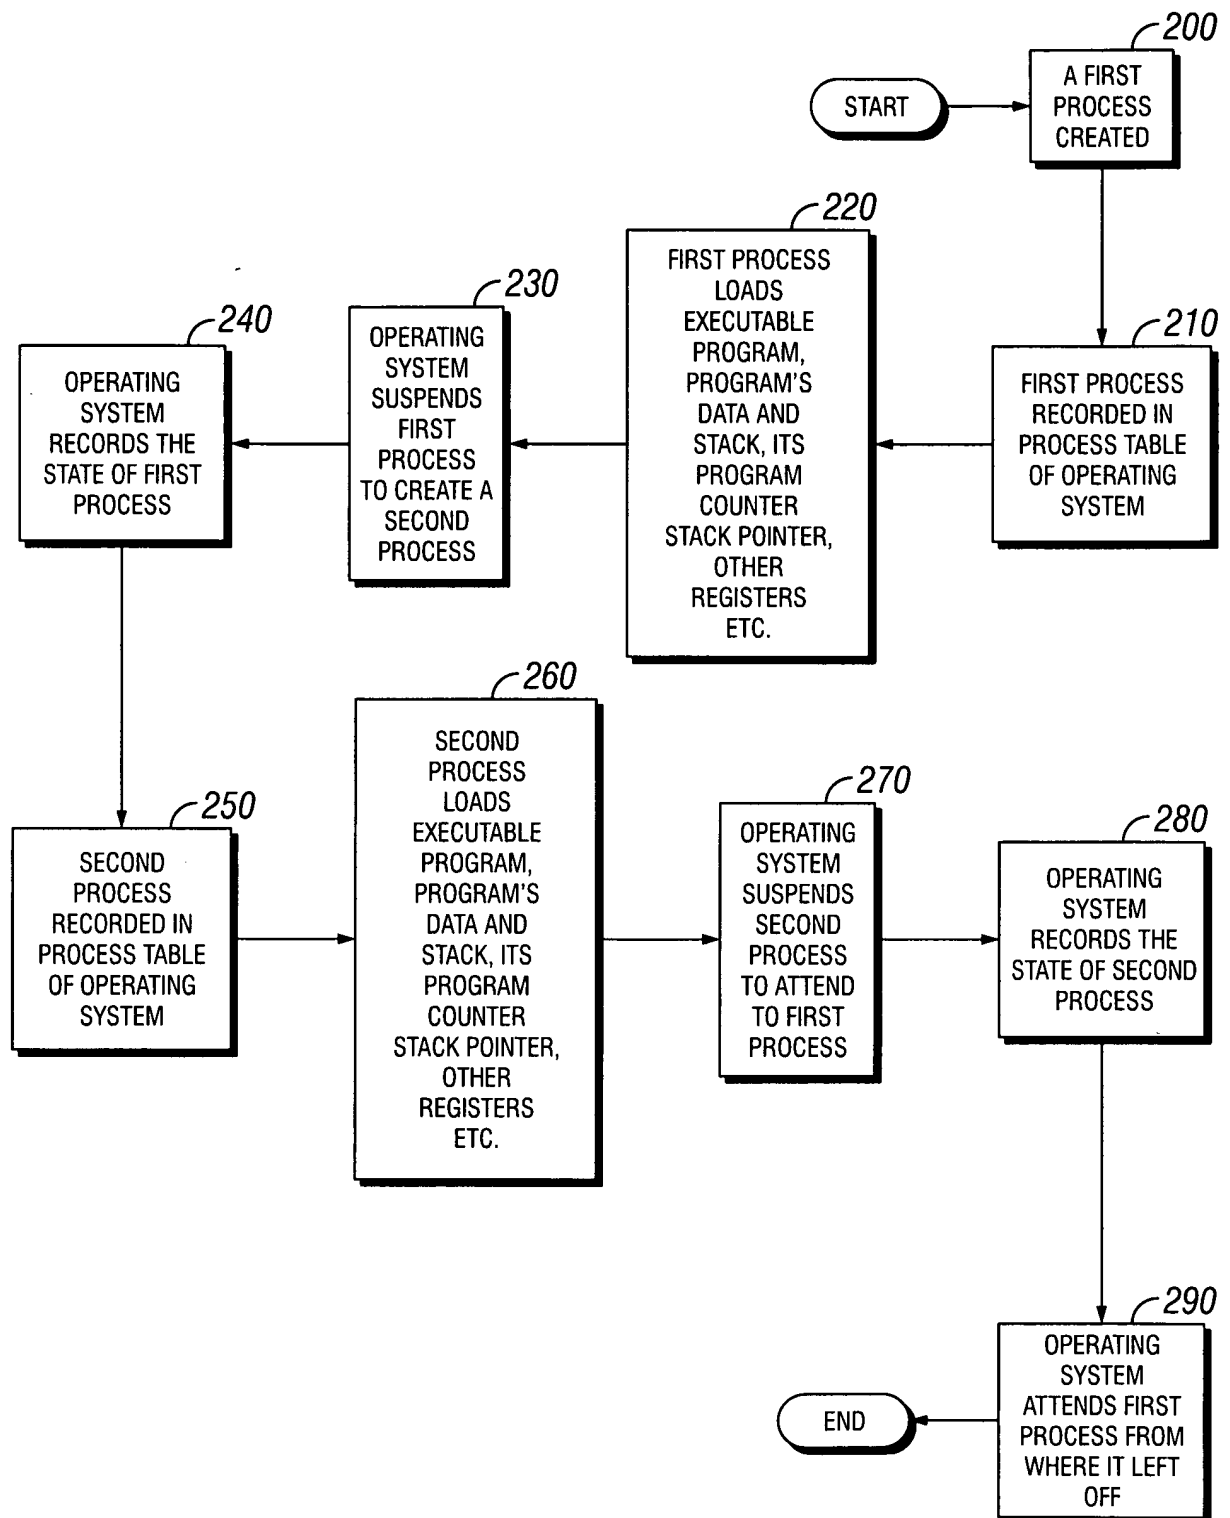 START
200
A FIRST
PROCESS
CREATED
210
FIRST PROCESS
RECORDED IN
PROCESS TABLE
OF OPERATING
SYSTEM
220
FIRST PROCESS
LOADS
EXECUTABLE
PROGRAM,
PROGRAM'S
DATA AND
STACK, ITS
PROGRAM
COUNTER
STACK POINTER,
OTHER
REGISTERS
ETC.
230
OPERATING
SYSTEM
SUSPENDS
FIRST
PROCESS
TO CREATE A
SECOND
PROCESS
240
OPERATING
SYSTEM
RECORDS THE
STATE OF FIRST
PROCESS
250
SECOND
PROCESS
RECORDED IN
PROCESS TABLE
OF OPERATING
SYSTEM
260
SECOND
PROCESS
LOADS
EXECUTABLE
PROGRAM,
PROGRAM'S
DATA AND
STACK, ITS
PROGRAM
COUNTER
STACK POINTER,
OTHER
REGISTERS
ETC.
270
OPERATING
SYSTEM
SUSPENDS
SECOND
PROCESS
TO ATTEND
TO FIRST
PROCESS
280
OPERATING
SYSTEM
RECORDS THE
STATE OF SECOND
PROCESS
290
OPERATING
SYSTEM
ATTENDS FIRST
PROCESS FROM
WHERE IT LEFT
OFF
END